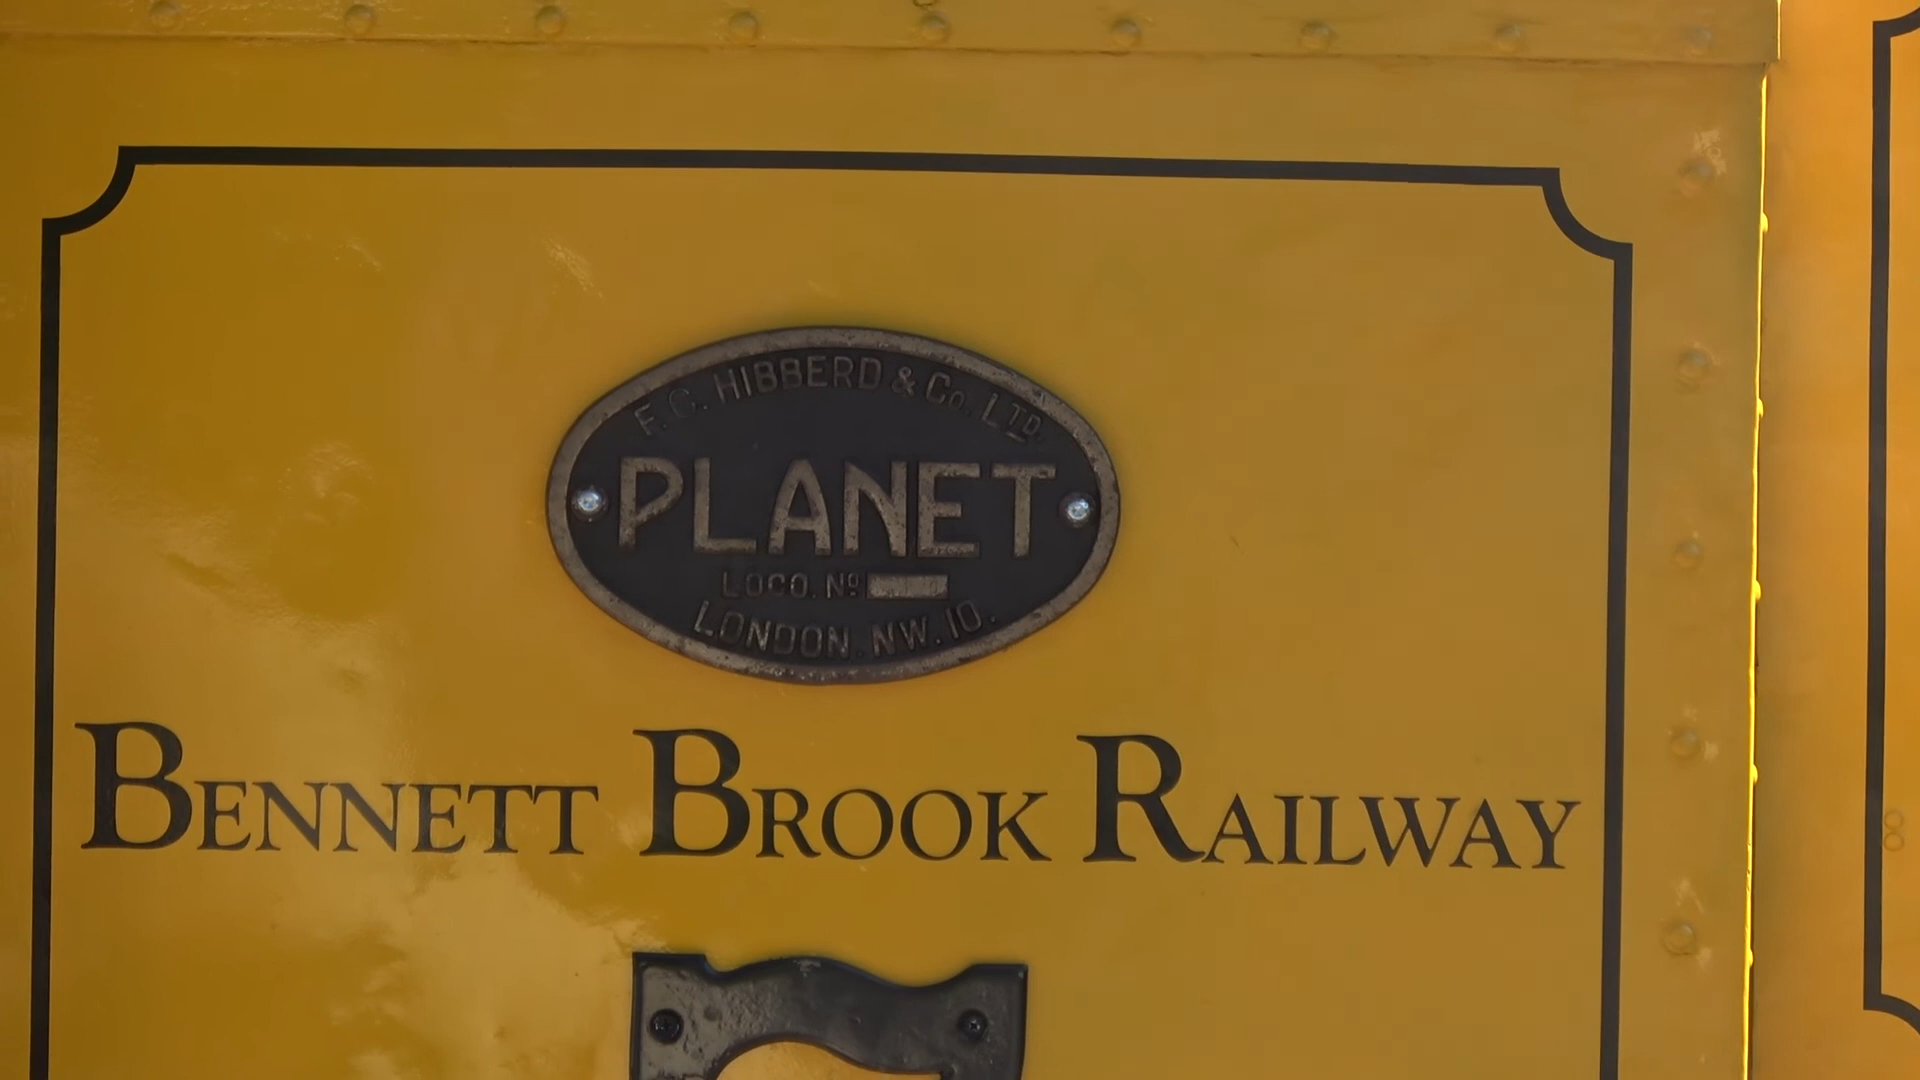 F. C. HIBBERD & Co. LTD.
PLANET
LOCO. No
LONDON. NW. 10.
BENNETT BROOK RAILWAY